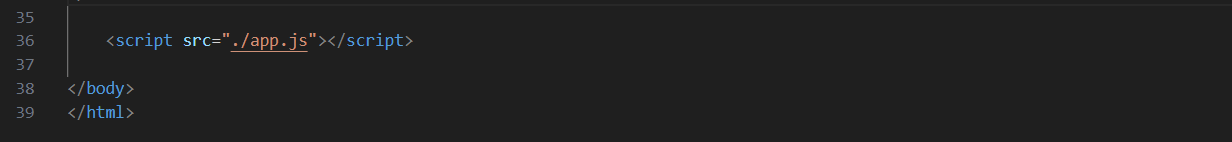 35
36 <script src="./app.js"></script>
37
38 </body>
39 </html>